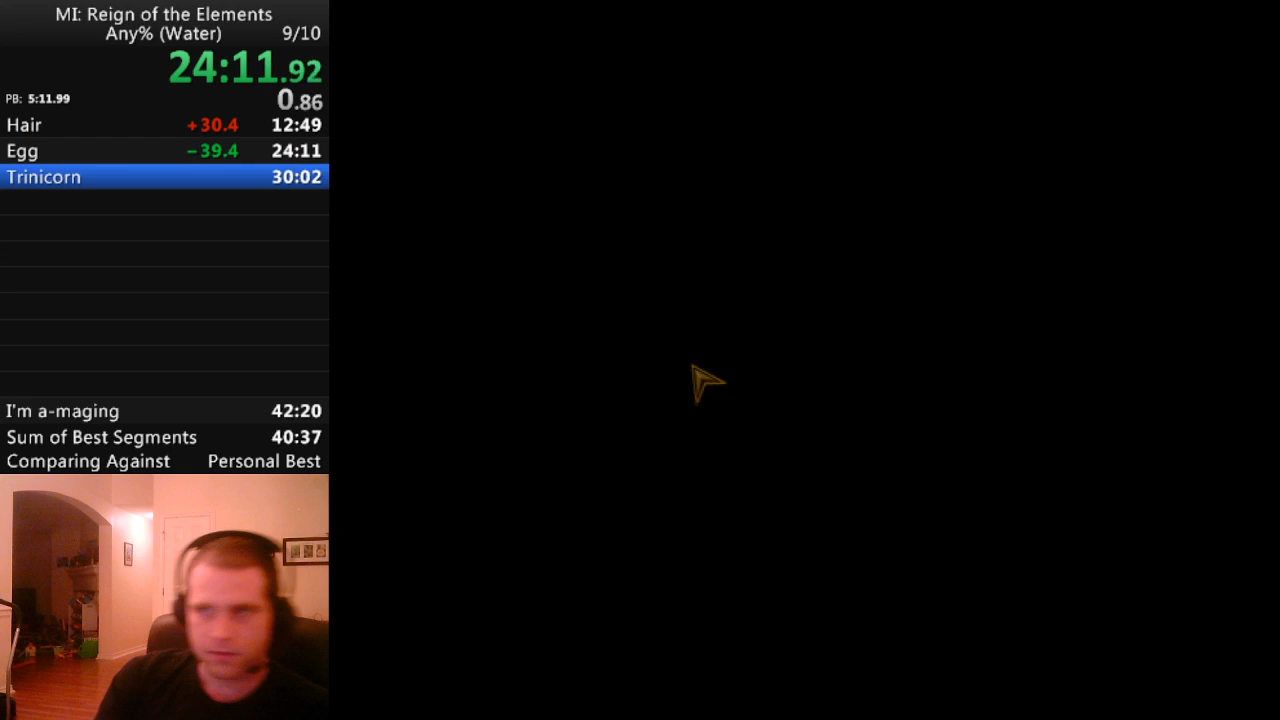 MI: Reign of the Elements
Any% (Water) 9/10
24:11.92
PB: 5:11.99 0.86
Hair +30.4 12:49
Egg −39.4 24:11
Trinicorn 30:02
I'm a-maging 42:20
Sum of Best Segments 40:37
Comparing Against Personal Best